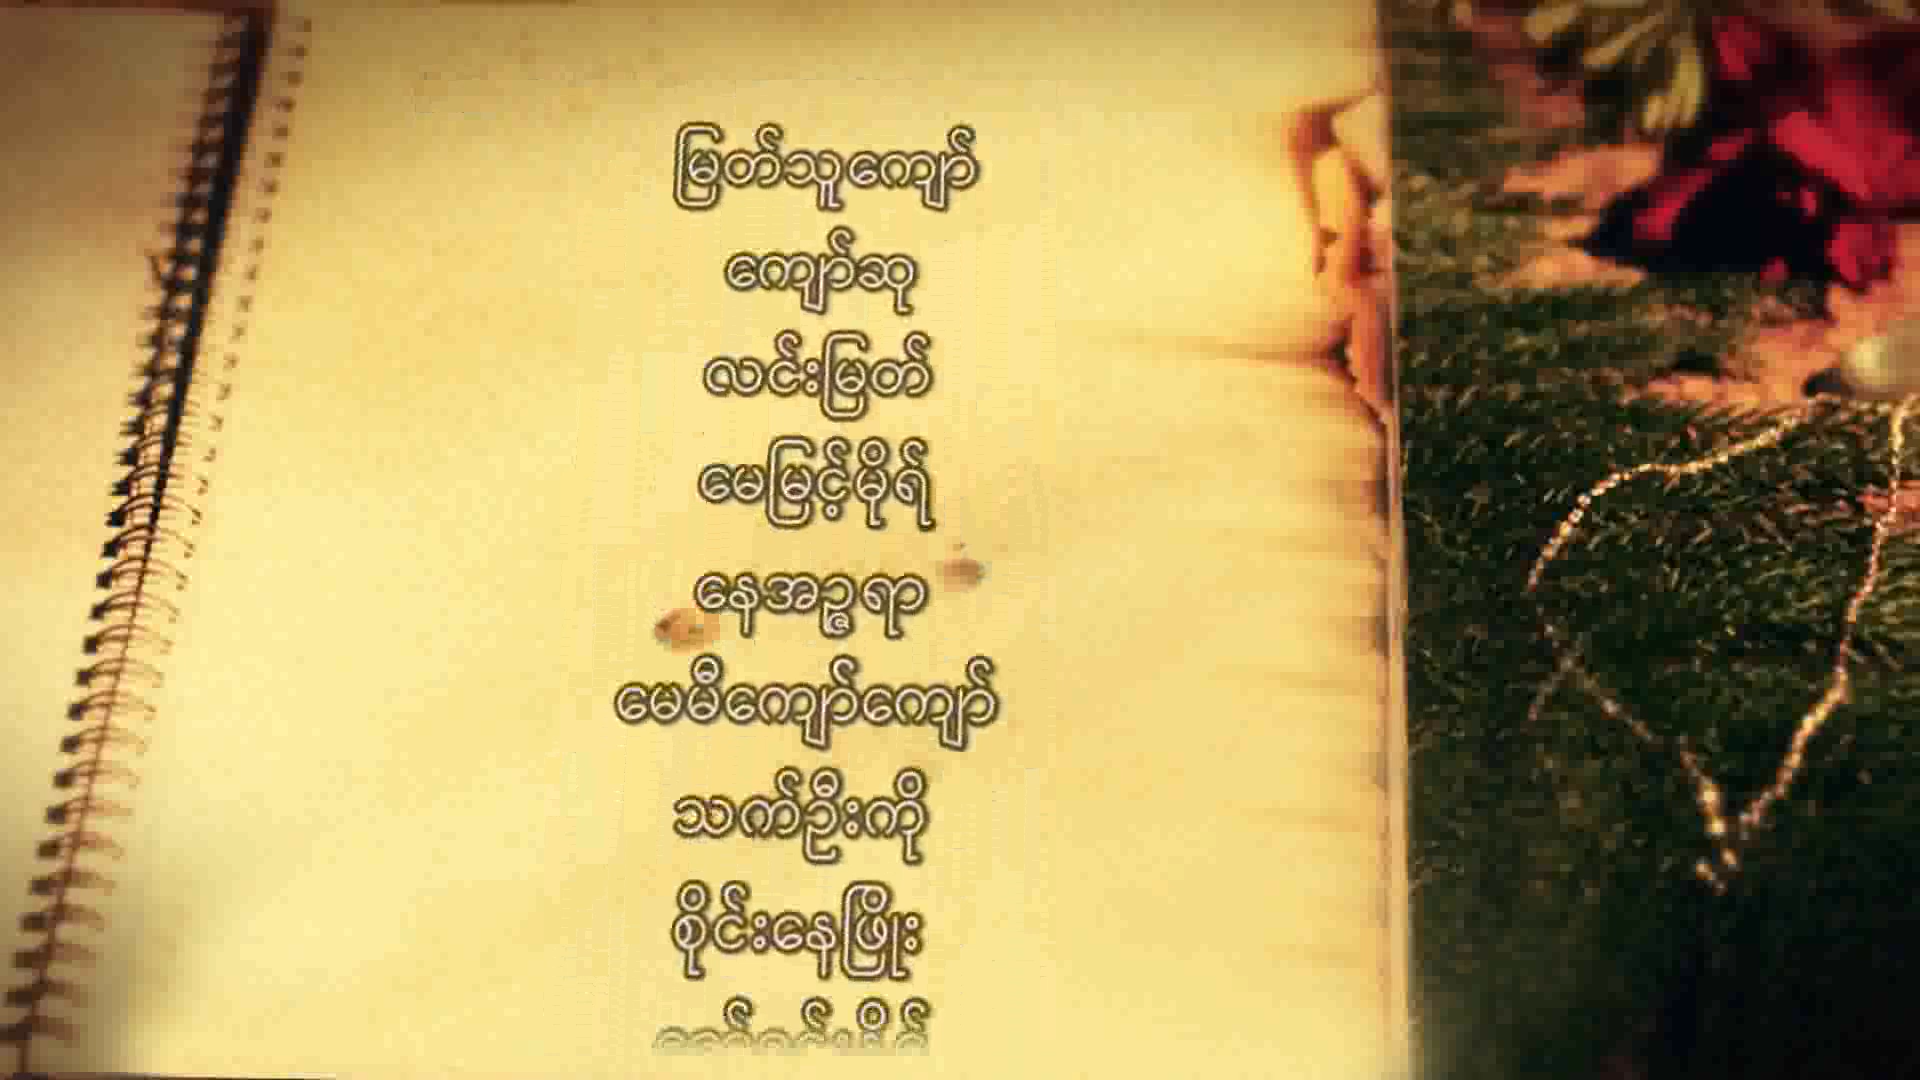 မြတ်သူကျော်
ကျော်ဆု
လင်းမြတ်
မေမြင့်မိုရ်
နေအဥ္ဇရာ
မေမီကျော်ကျော်
သက်ဦးကို
စိုင်းနေဖြိုး